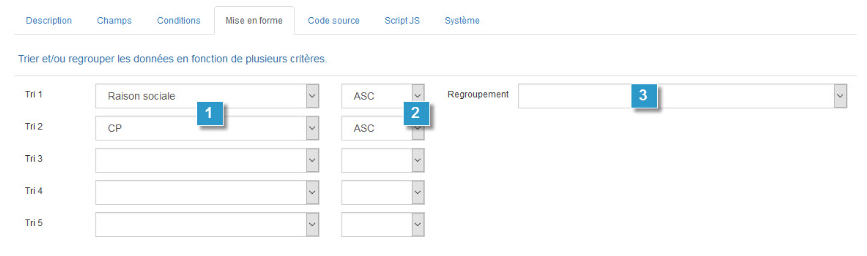 Description Champs Conditions Mise en forme Code source Script JS Système
Trier et/ou regrouper les données en fonction de plusieurs critères.
Tri 1 Raison sociale ASC Regroupement
1 2 3
Tri 2 CP ASC
Tri 3
Tri 4
Tri 5